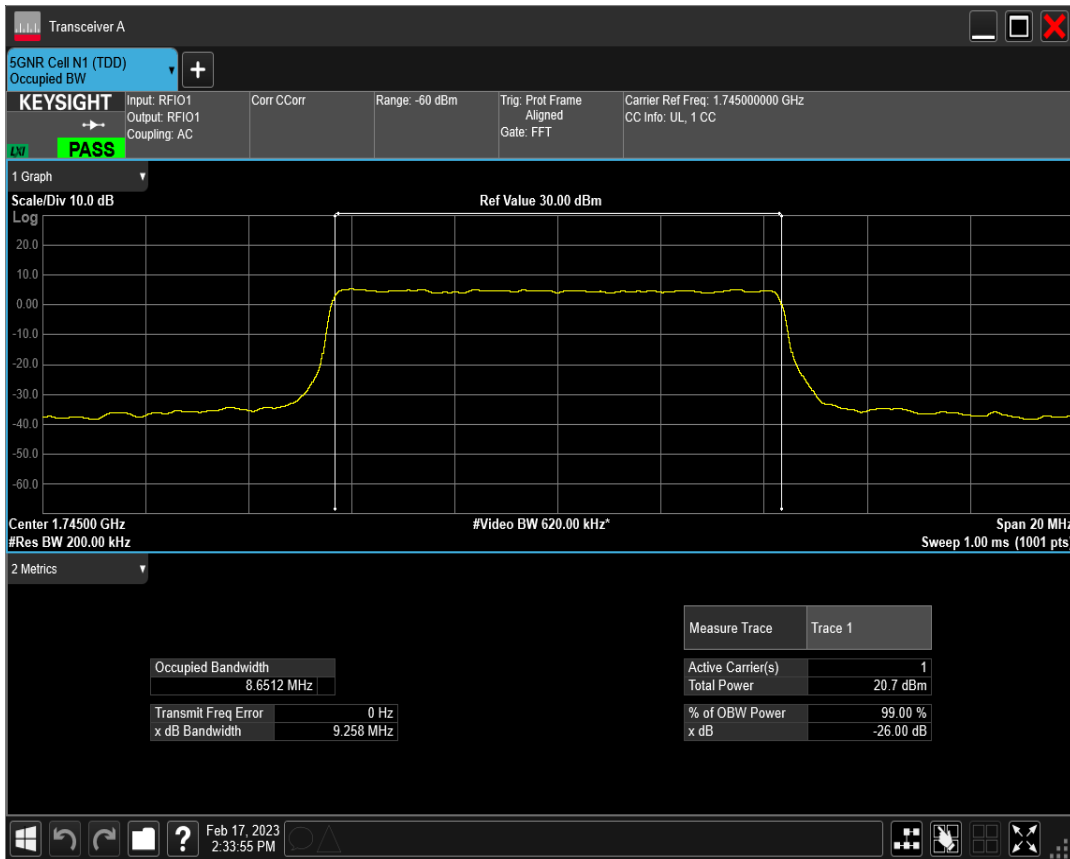 Transceiver A
5GNR Cell N1 (TDD)
Occupied BW
KEYSIGHT
LXI
PASS
Input: RFIO1
Output: RFIO1
Coupling: AC
Corr CCorr
Range: -60 dBm
Trig: Prot Frame
Aligned
Gate: FFT
Carrier Ref Freq: 1.745000000 GHz
CC Info: UL, 1 CC
1 Graph
Scale/Div 10.0 dB
Ref Value 30.00 dBm
Log
20.0
10.0
0.00
-10.0
-20.0
-30.0
-40.0
-50.0
-60.0
Center 1.74500 GHz
#Video BW 620.00 kHz*
Span 20 MHz
#Res BW 200.00 kHz
Sweep 1.00 ms (1001 pts)
2 Metrics
Measure Trace Trace 1
Occupied Bandwidth
8.6512 MHz
Active Carrier(s) 1
Total Power 20.7 dBm
Transmit Freq Error 0 Hz
x dB Bandwidth 9.258 MHz
% of OBW Power 99.00 %
x dB -26.00 dB
?
Feb 17, 2023
2:33:55 PM